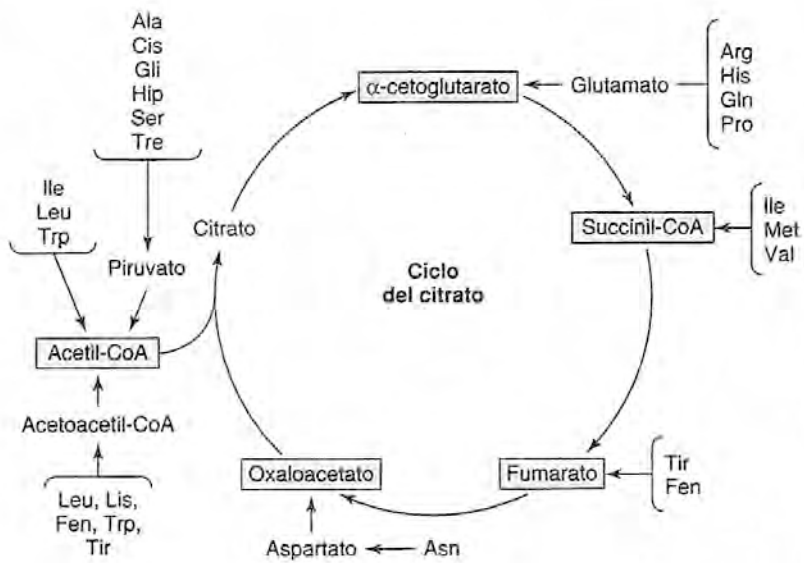 Ala
Cis
Gli
Hip
Ser
Tre
α-cetoglutarato
Glutamato
Arg
His
Gln
Pro
Ile
Leu
Trp
Piruvato
Citrato
Succinil-CoA
Ile
Met
Val
Ciclo
del citrato
Acetil-CoA
Acetoacetil-CoA
Leu, Lis,
Fen, Trp,
Tir
Oxaloacetato
Fumarato
Tir
Fen
Aspartato
Asn